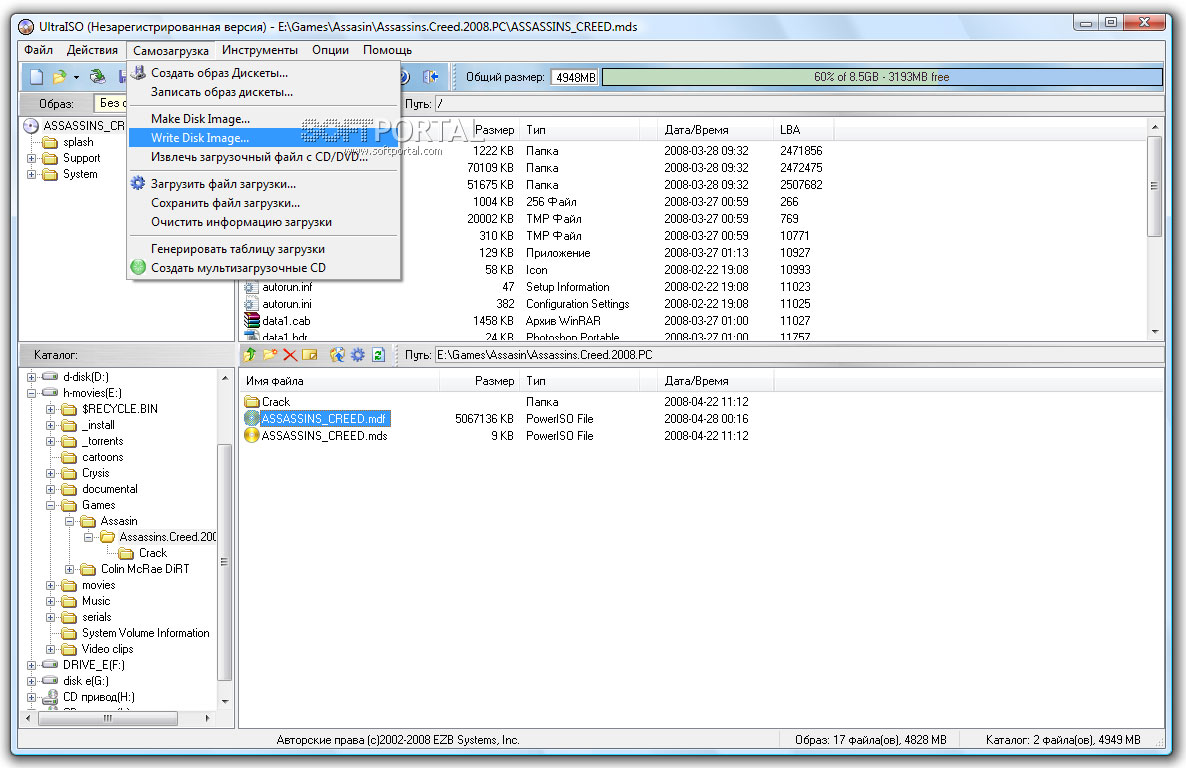 UltraISO (Незарегистрированная версия) - E:\Games\Assasin\Assassins.Creed.2008.PC\ASSASSINS_CREED.mds
Файл Действия Самозагрузка Инструменты Опции Помощь
Общий размер: 4948MB 60% of 8.5GB - 3193MB free
Образ: Без Путь: /
Создать образ Дискеты...
Записать образ дискеты...
Make Disk Image...
Write Disk Image...
Извлечь загрузочный файл с CD/DVD...
Загрузить файл загрузки...
Сохранить файл загрузки...
Очистить информацию загрузки
Генерировать таблицу загрузки
Создать мультизагрузочные CD
SOFTPORTAL
www.softportal.com
ASSASSINS_CR
splash
Support
System
Размер Тип Дата/Время LBA
1222 KB Папка 2008-03-28 09:32 2471856
70109 KB Папка 2008-03-28 09:32 2472475
51675 KB Папка 2008-03-28 09:32 2507682
1004 KB 256 Файл 2008-03-27 00:59 266
20002 KB TMP Файл 2008-03-27 00:59 769
310 KB TMP Файл 2008-03-27 00:59 10771
129 KB Приложение 2008-03-27 01:13 10927
58 KB Icon 2008-02-22 19:08 10993
autorun.inf 47 Setup Information 2008-02-22 19:08 11023
autorun.ini 382 Configuration Settings 2008-02-22 19:08 11025
data1.cab 1458 KB Архив WinRAR 2008-03-27 01:00 11027
data1.hdr 24 KB Photoshop Portable 2008-03-27 01:00 11757
Каталог: Путь: E:\Games\Assasin\Assassins.Creed.2008.PC
d-disk(D:)
h-movies(E:)
$RECYCLE.BIN
_install
_torrents
cartoons
Crysis
documental
Games
Assasin
Assassins.Creed.200
Crack
Colin McRae DiRT
movies
Music
serials
System Volume Information
Video clips
DRIVE_E(F:)
disk e(G:)
CD привод(H:)
Имя файла Размер Тип Дата/Время
Crack Папка 2008-04-22 11:12
ASSASSINS_CREED.mdf 5067136 KB PowerISO File 2008-04-28 00:16
ASSASSINS_CREED.mds 9 KB PowerISO File 2008-04-22 11:12
Авторские права (c)2002-2008 EZB Systems, Inc. Образ: 17 файла(ов), 4828 MB Каталог: 2 файла(ов), 4949 MB